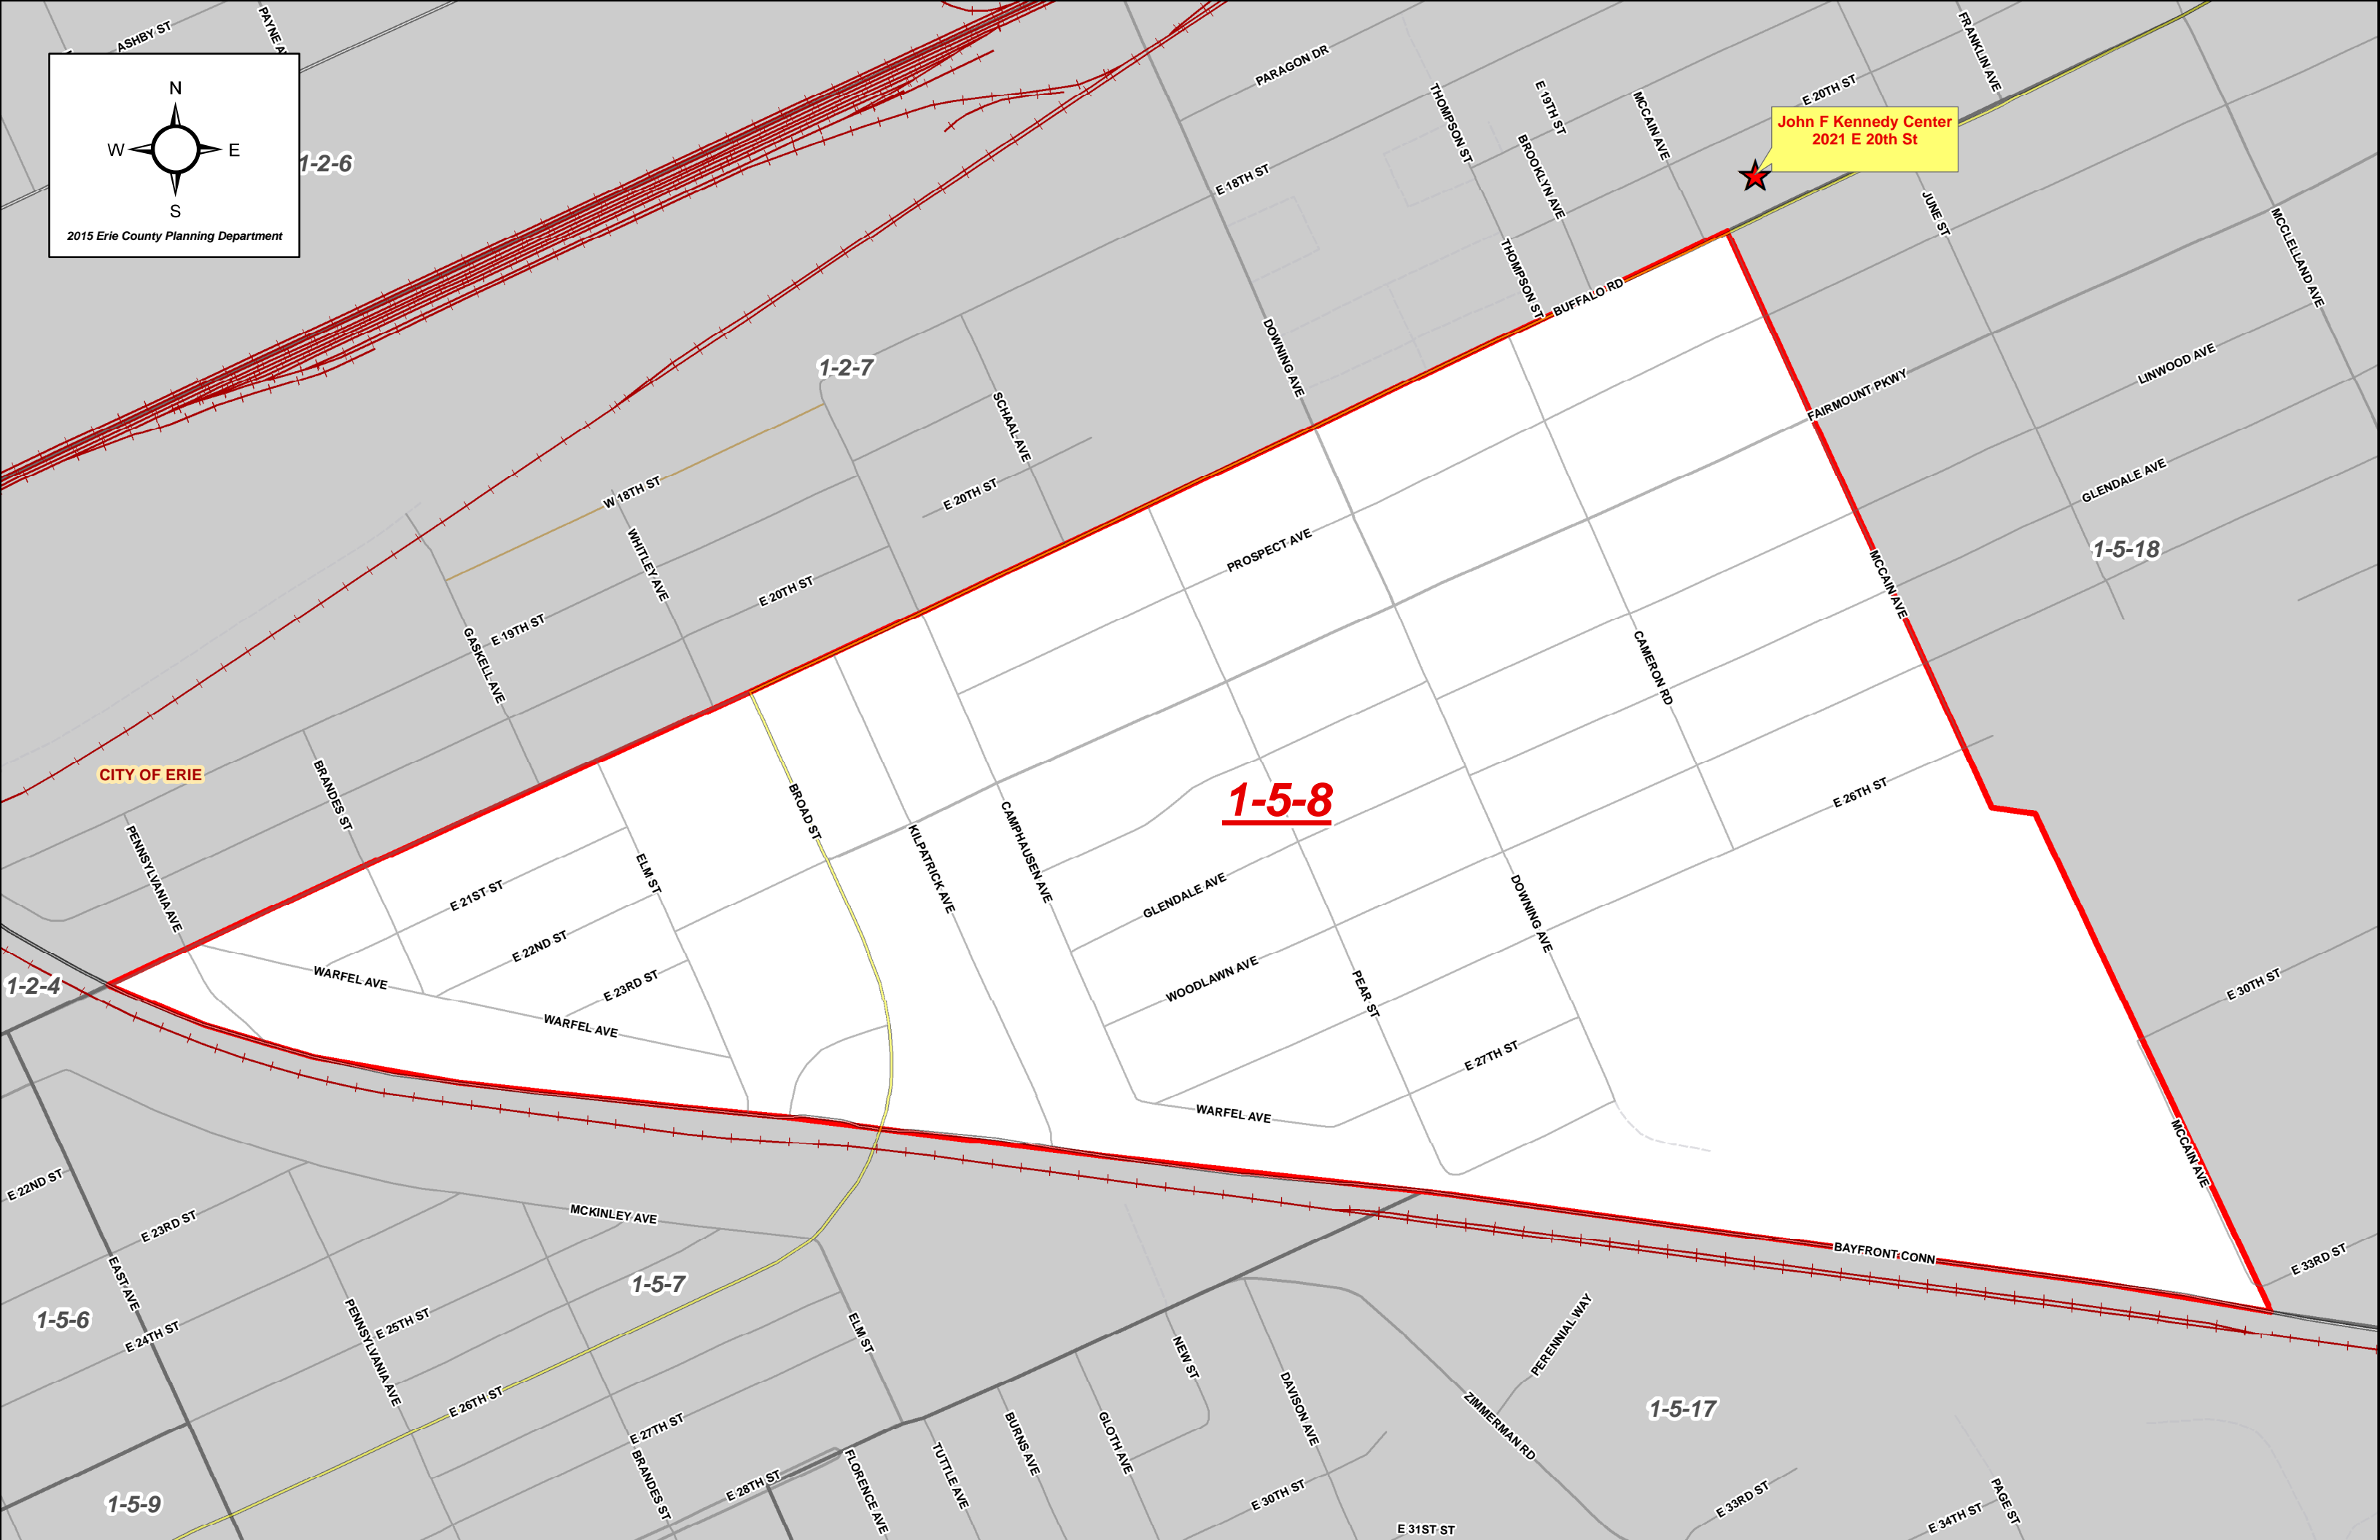 ASHBY ST
N
W
E
S
2015 Erie County Planning Department
1-2-6
PARAGON DR
E 18TH ST
THOMPSON ST
E 19TH ST
BROOKLYN AVE
MCCAIN AVE
E 20TH ST
FRANKLIN AVE
John F Kennedy Center
2021 E 20th St
JUNE ST
MCCLELLAND AVE
THOMPSON ST
BUFFALO RD
DOWNING AVE
1-2-7
SCHAAL AVE
E 20TH ST
W 18TH ST
WHITLEY AVE
E 20TH ST
E 19TH ST
GASKELL AVE
LINWOOD AVE
FAIRMOUNT PKWY
GLENDALE AVE
1-5-18
MCCAIN AVE
PROSPECT AVE
CAMERON RD
CITY OF ERIE
BRANDES ST
PENNSYLVANIA AVE
BROAD ST
ELM ST
E 21ST ST
E 22ND ST
E 23RD ST
WARFEL AVE
WARFEL AVE
KILPATRICK AVE
CAMPHAUSEN AVE
1-5-8
E 26TH ST
GLENDALE AVE
DOWNING AVE
WOODLAWN AVE
PEAR ST
E 27TH ST
WARFEL AVE
1-2-4
E 30TH ST
MCCAIN AVE
BAYFRONT CONN
E 33RD ST
E 22ND ST
E 23RD ST
MCKINLEY AVE
EAST AVE
1-5-7
1-5-6
E 24TH ST
PENNSYLVANIA AVE
E 25TH ST
ELM ST
NEW ST
PERENNIAL WAY
E 26TH ST
E 27TH ST
DAVISON AVE
ZIMMERMAN RD
1-5-17
BURNS AVE
GLOTH AVE
TUTTLE AVE
FLORENCE AVE
BRANDES ST
E 28TH ST
E 30TH ST
1-5-9
E 31ST ST
E 33RD ST
E 34TH ST
PAGE ST